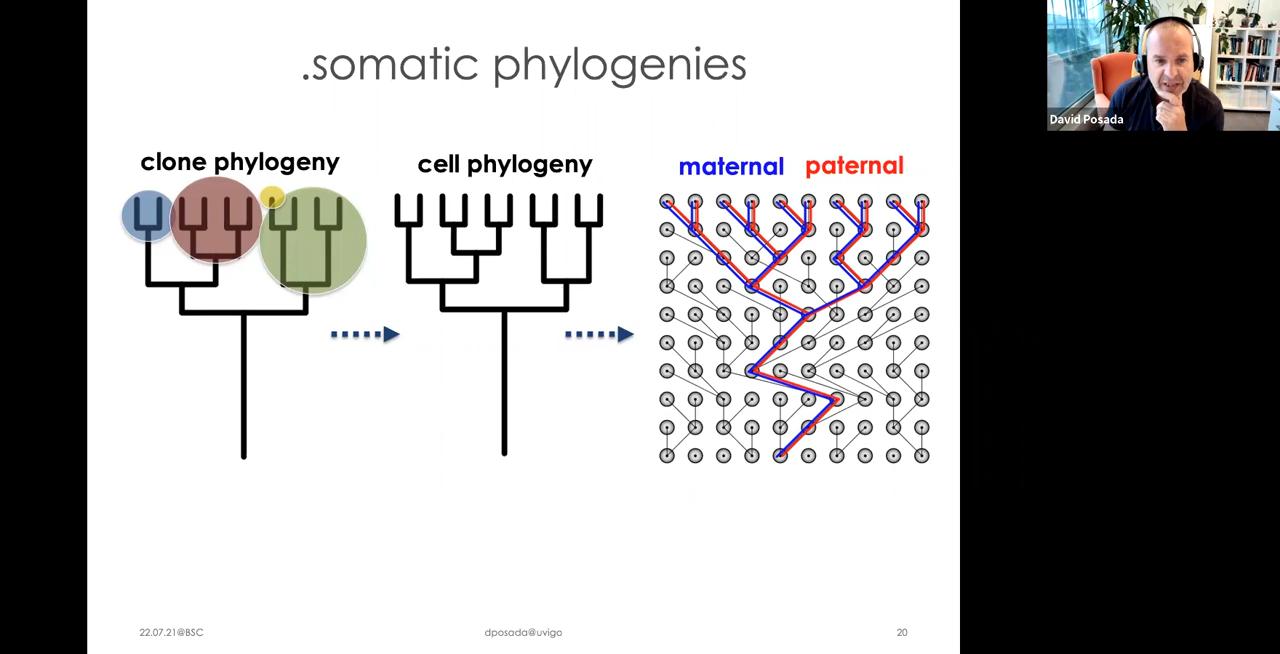 .somatic phylogenies
clone phylogeny
cell phylogeny
maternal paternal
22.07.21@BSC
dposada@uvigo
20
David Posada